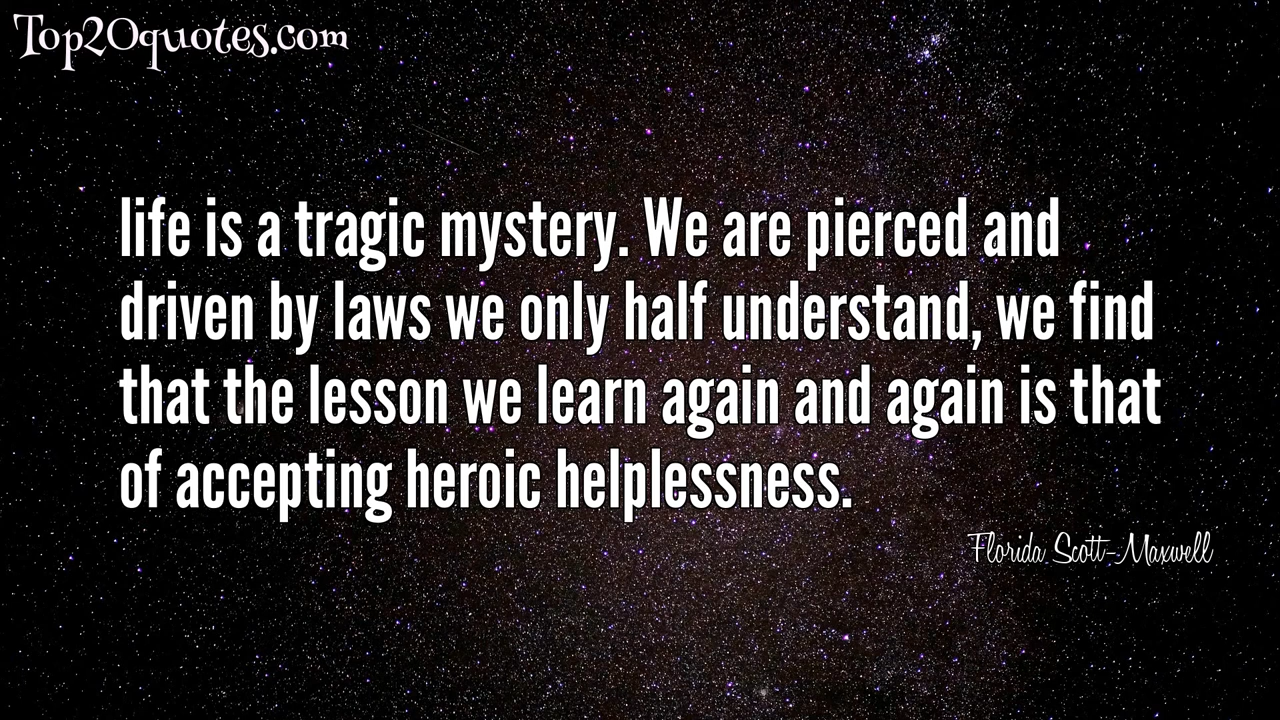 Top20quotes.com
life is a tragic mystery. We are pierced and
driven by laws we only half understand, we find
that the lesson we learn again and again is that
of accepting heroic helplessness.
Florida Scott-Maxwell